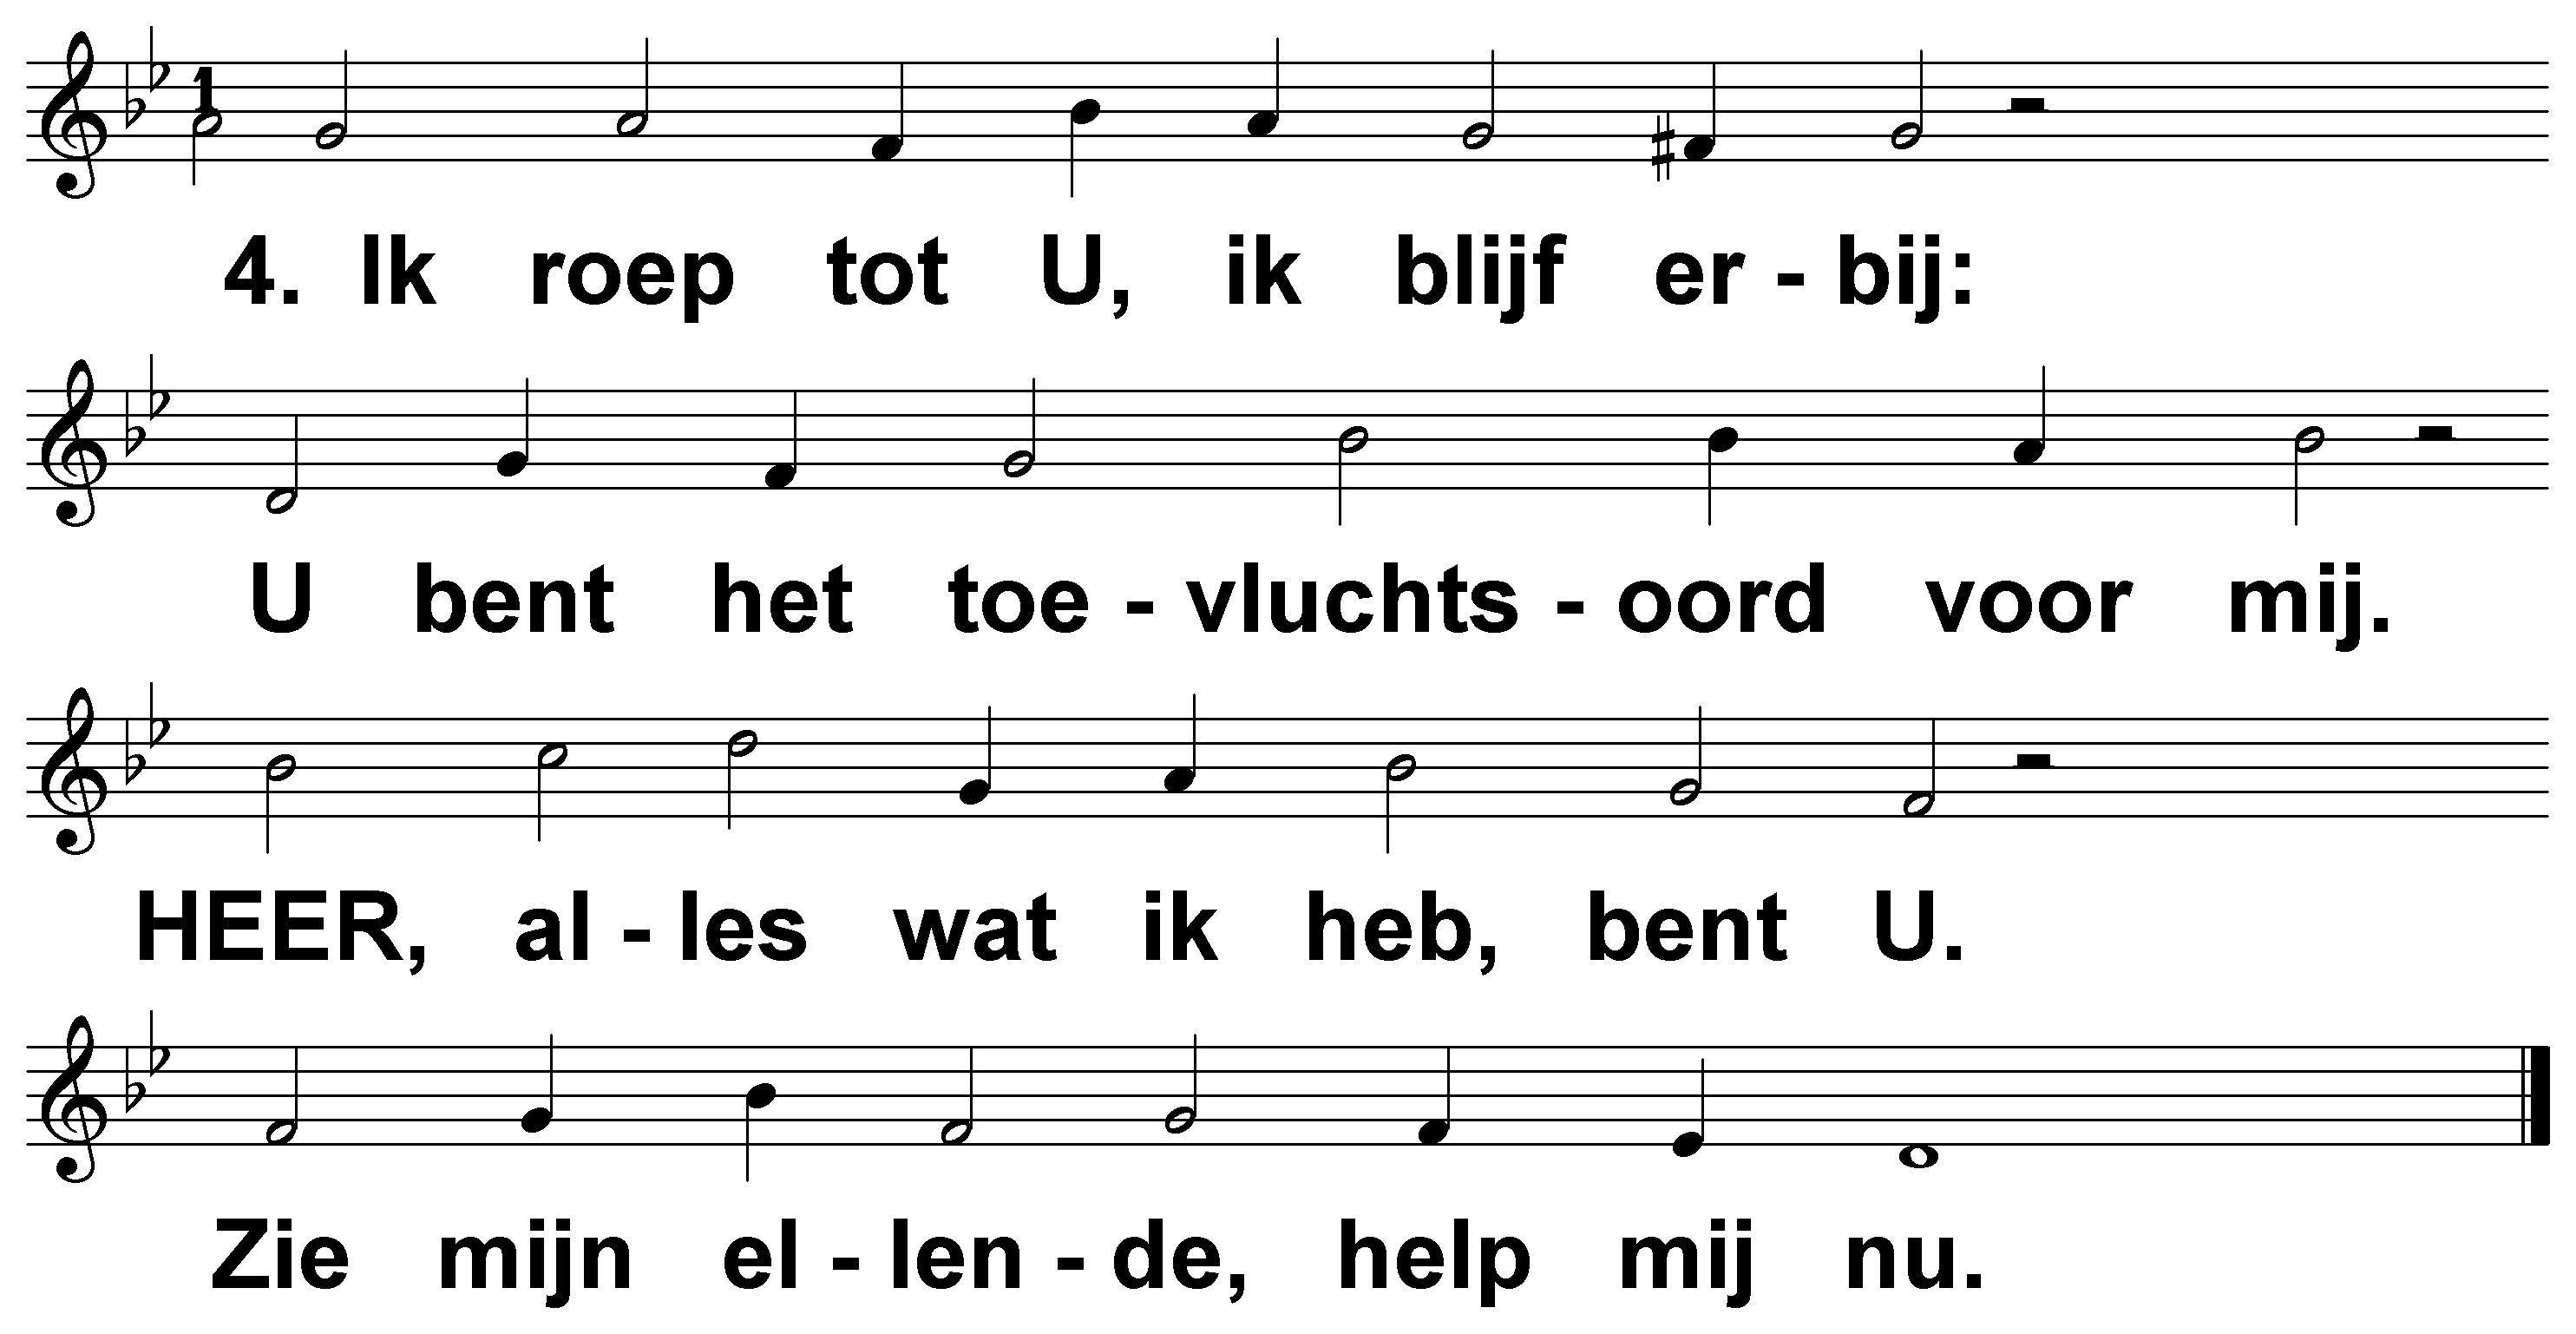 4. Ik roep tot U, ik blijf er - bij:
U bent het toe - vluchts - oord voor mij.
HEER, al - les wat ik heb, bent U.
Zie mijn el - len - de, help mij nu.